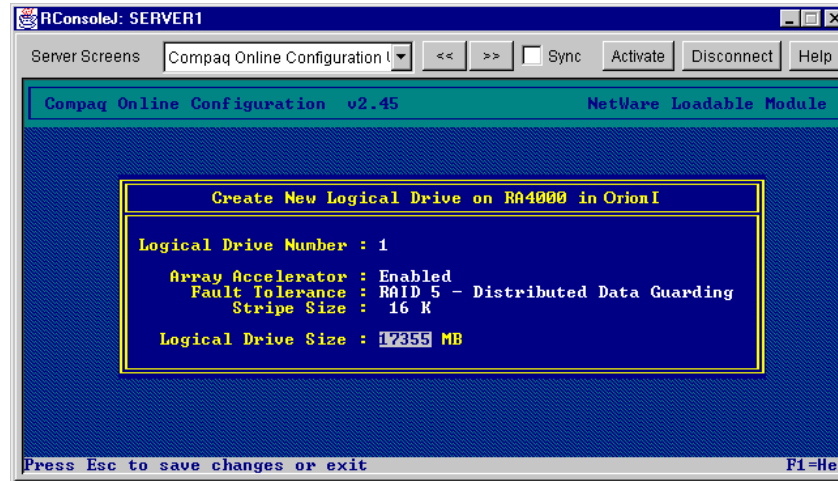 RConsoleJ: SERVER1
Server Screens Compaq Online Configuration << >> Sync Activate Disconnect Help
Compaq Online Configuration v2.45 NetWare Loadable Module
Create New Logical Drive on RA4000 in Orion I
Logical Drive Number : 1
Array Accelerator : Enabled
Fault Tolerance : RAID 5 - Distributed Data Guarding
Stripe Size : 16 K
Logical Drive Size : 17355 MB
Press Esc to save changes or exit F1=He